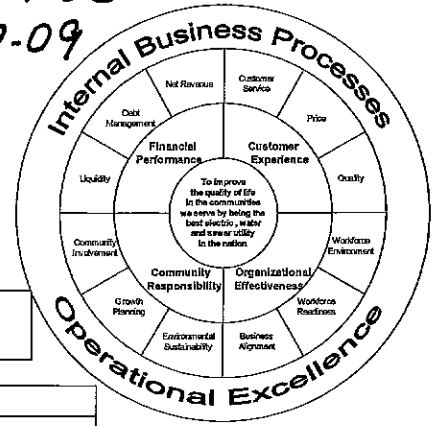 -09
Internal Business Processes
Net Revenue
Customer
Service
Debt
Management
Price
Financial
Performance
Customer
Experience
Liquidity
Quality
To improve
the quality of life
in the communities
we serve by being the
best electric, water
and sewer utility
in the nation
Community
Involvement
Workforce
Environment
Community
Responsibility
Organizational
Effectiveness
Growth
Planning
Workforce
Readiness
Environmental
Sustainability
Business
Alignment
Operational Excellence